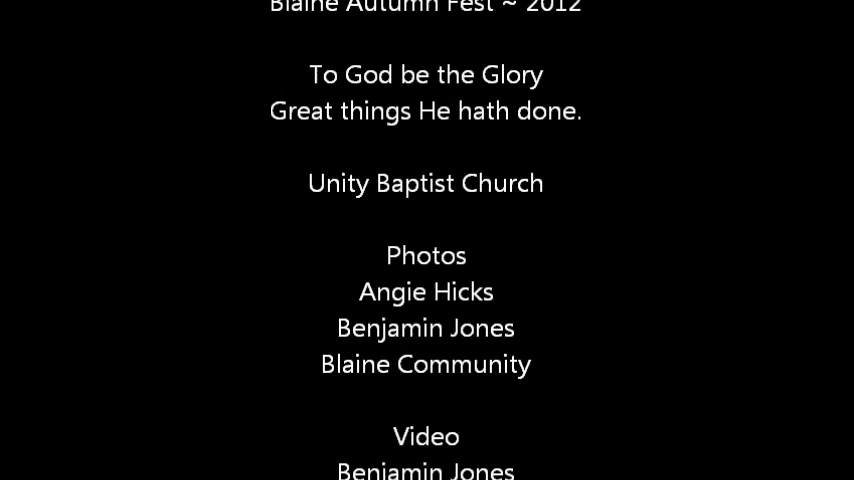 Blaine Autumn Fest ~ 2012
To God be the Glory
Great things He hath done.
Unity Baptist Church
Photos
Angie Hicks
Benjamin Jones
Blaine Community
Video
Benjamin Jones